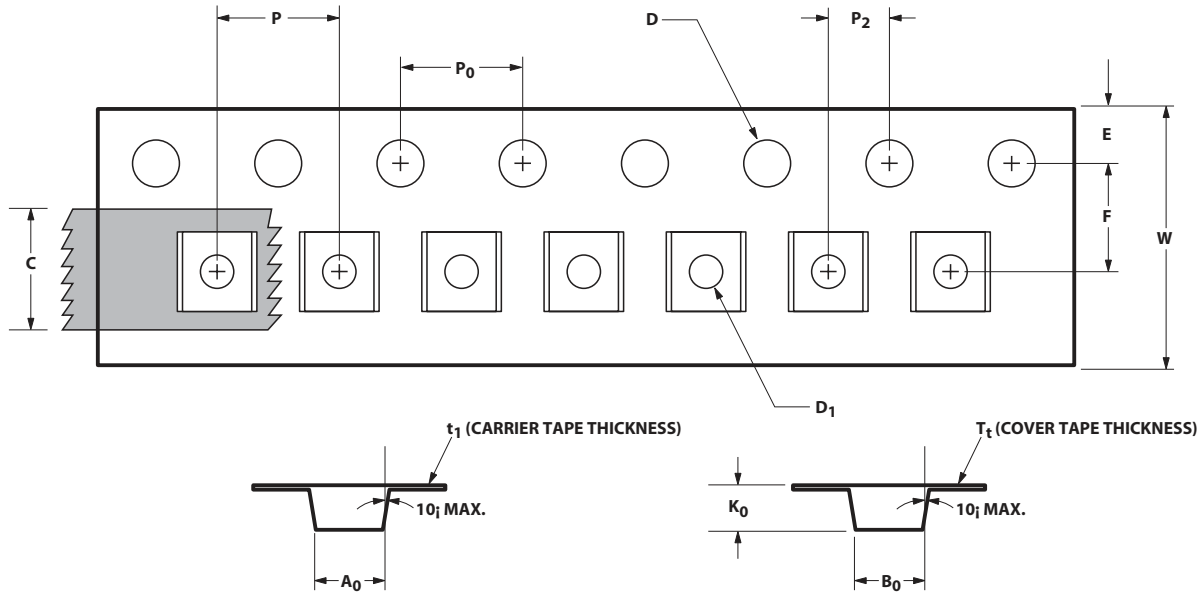 P
P0
D
P2
E
F
W
C
D1
t1 (CARRIER TAPE THICKNESS)
Tt (COVER TAPE THICKNESS)
10¡ MAX.
K0
10¡ MAX.
A0
B0